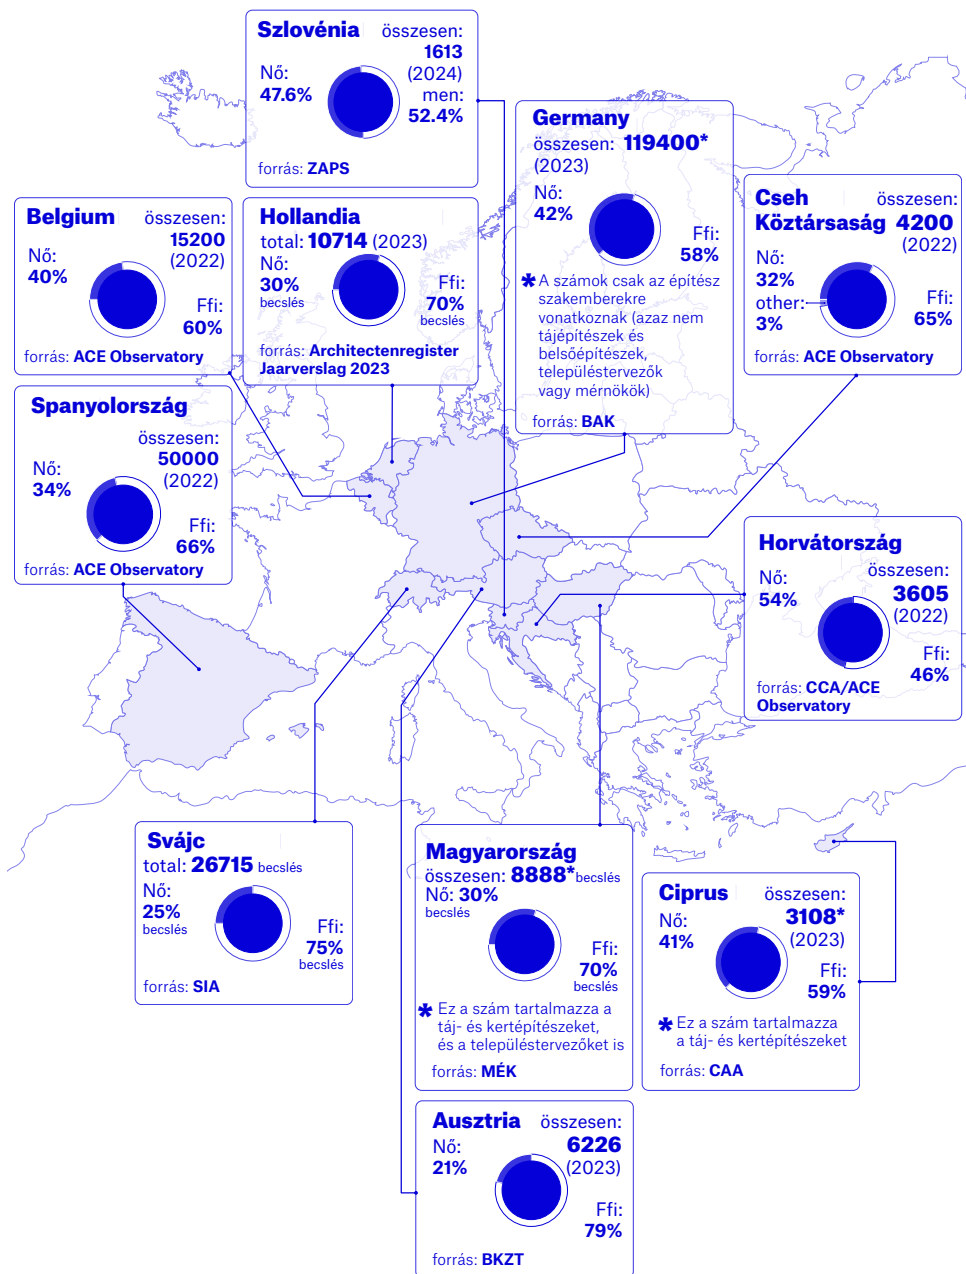 Szlovénia
összesen:
1613
(2024)
Nő:
47.6%
men:
52.4%
forrás: ZAPS
Germany
összesen: 119400*
(2023)
Nő:
42%
Ffi:
58%
* A számok csak az építész
szakemberekre
vonatkoznak (azaz nem
tájépítészek és
belsőépítészek,
településtervezők
vagy mérnökök)
forrás: BAK
Cseh
Köztársaság
összesen:
4200
(2022)
Nő:
32%
other:
3%
Ffi:
65%
forrás: ACE Observatory
Belgium
összesen:
15200
(2022)
Nő:
40%
Ffi:
60%
forrás: ACE Observatory
Hollandia
total: 10714 (2023)
Nő:
30%
becslés
Ffi:
70%
becslés
forrás: Architectenregister
Jaarverslag 2023
Spanyolország
összesen:
50000
(2022)
Nő:
34%
Ffi:
66%
forrás: ACE Observatory
Horvátország
összesen:
3605
(2022)
Nő:
54%
Ffi:
46%
forrás: CCA/ACE
Observatory
Svájc
total: 26715 becslés
Nő:
25%
becslés
Ffi:
75%
becslés
forrás: SIA
Magyarország
összesen: 8888* becslés
Nő: 30%
becslés
Ffi:
70%
becslés
* Ez a szám tartalmazza a
táj- és kertépítészeket,
és a településtervezőket is
forrás: MÉK
Ciprus
összesen:
3108*
(2023)
Nő:
41%
Ffi:
59%
* Ez a szám tartalmazza
a táj- és kertépítészeket
forrás: CAA
Ausztria
összesen:
6226
(2023)
Nő:
21%
Ffi:
79%
forrás: BKZT